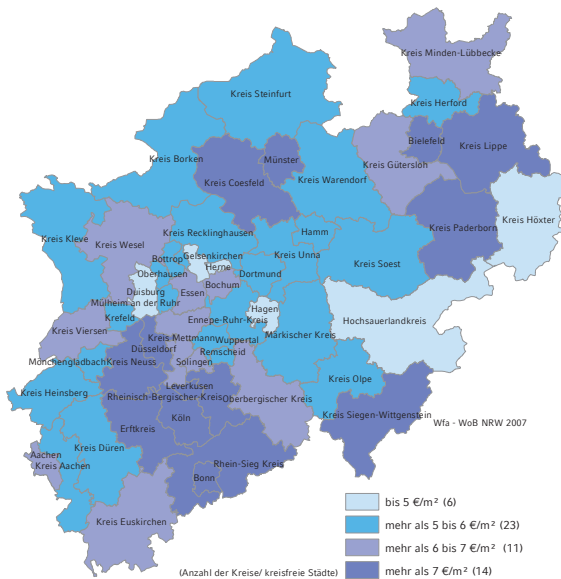 Kreis Minden-Lübbecke
Kreis Steinfurt
Kreis Herford
Bielefeld
Kreis Lippe
Kreis Borken
Münster
Kreis Gütersloh
Kreis Coesfeld
Kreis Warendorf
Kreis Höxter
Kreis Paderborn
Kreis Kleve
Kreis Wesel
Kreis Recklinghausen
Hamm
Bottrop
Gelsenkirchen
Kreis Unna
Kreis Soest
Oberhausen
Herne
Dortmund
Duisburg
Essen
Bochum
Mülheim an der Ruhr
Hagen
Hochsauerlandkreis
Krefeld
Ennepe-Ruhr-Kreis
Kreis Viersen
Kreis Mettmann
Wuppertal
Märkischer Kreis
Düsseldorf
Remscheid
Mönchengladbach
Kreis Neuss
Solingen
Kreis Olpe
Leverkusen
Kreis Heinsberg
Rheinisch-Bergischer-Kreis
Oberbergischer Kreis
Köln
Kreis Siegen-Wittgenstein
Wfa - WoB NRW 2007
Erftkreis
Kreis Düren
Aachen
Kreis Aachen
Rhein-Sieg Kreis
Bonn
Kreis Euskirchen
bis 5 €/m² (6)
mehr als 5 bis 6 €/m² (23)
mehr als 6 bis 7 €/m² (11)
mehr als 7 €/m² (14)
(Anzahl der Kreise/ kreisfreie Städte)